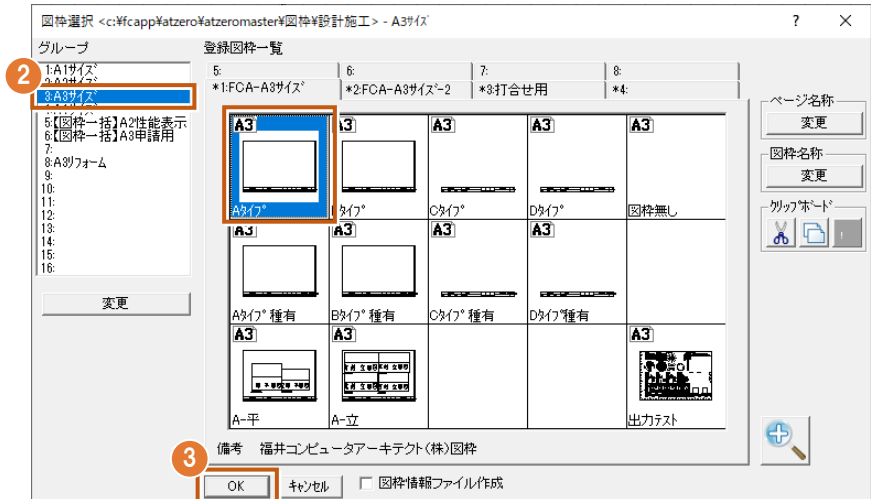 図枠選択 <c:¥fcapp¥atzero¥atzeromaster¥図枠¥設計施工> - A3ｻｲｽﾞ
? ×
グループ
1:A1ｻｲｽﾞ
2
3:A3ｻｲｽﾞ
5:【図枠一括】A2性能表示
6:【図枠一括】A3申請用
7:
8:A3ﾘﾌｫｰﾑ
9:
10:
11:
12:
13:
14:
15:
16:
変更
登録図枠一覧
5: 6: 7: 8:
*1:FCA-A3ｻｲｽﾞ *2:FCA-A3ｻｲｽﾞ-2 *3:打合せ用 *4:
A3 A3 A3 A3 A3
Aﾀｲﾌﾟ Bﾀｲﾌﾟ Cﾀｲﾌﾟ Dﾀｲﾌﾟ 図枠無し
A3 A3 A3 A3
Aﾀｲﾌﾟ種有 Bﾀｲﾌﾟ種有 Cﾀｲﾌﾟ種有 Dﾀｲﾌﾟ種有
A3 A3 A3
A-平 A-立 出力ﾃｽﾄ
備考 福井コンピュータアーキテクト(株)図枠
3
OK ｷｬﾝｾﾙ 図枠情報ファイル作成
ページ名称
変更
図枠名称
変更
ｸﾘｯﾌﾟﾎﾞｰﾄﾞ
!